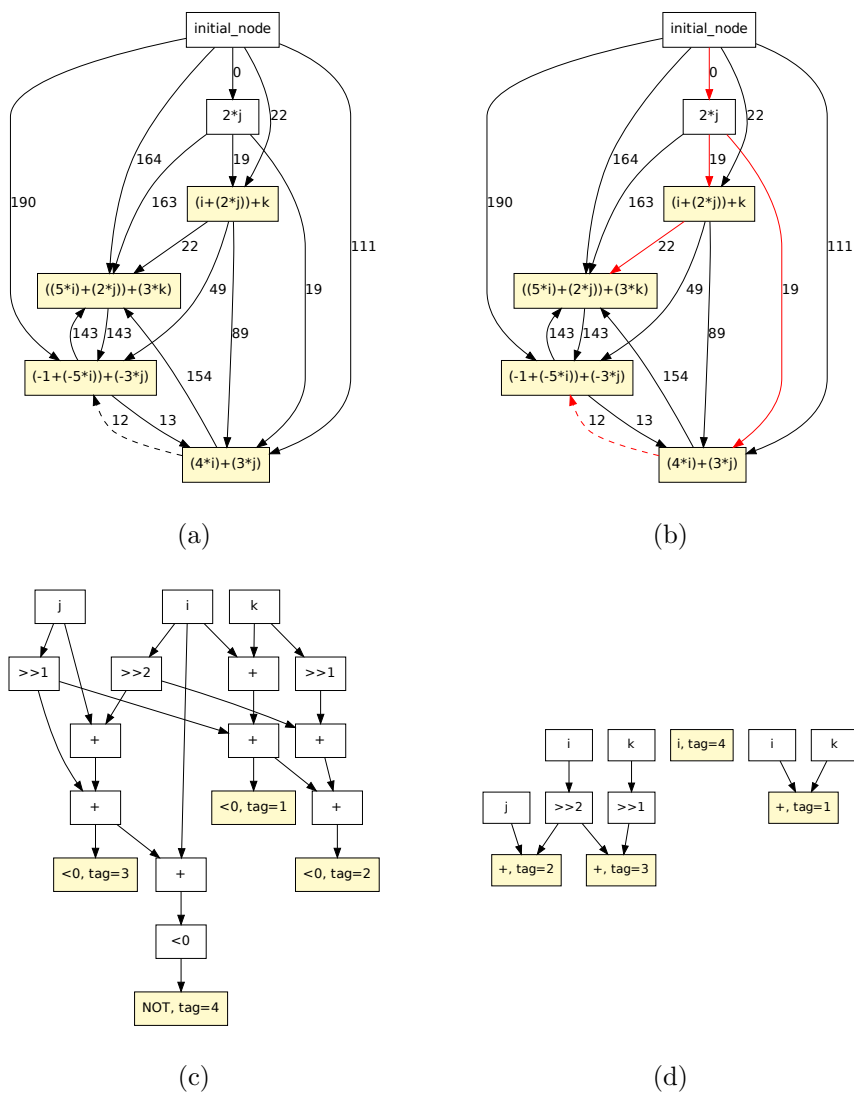 initial_node
0
22
2*j
164
19
163
190
111
(i+(2*j))+k
22
49
19
((5*i)+(2*j))+(3*k)
143
143
89
154
(-1+(-5*i))+(-3*j)
12
13
(4*i)+(3*j)
(a)
initial_node
0
22
2*j
164
19
163
190
111
(i+(2*j))+k
22
49
19
((5*i)+(2*j))+(3*k)
143
143
89
154
(-1+(-5*i))+(-3*j)
12
13
(4*i)+(3*j)
(b)
j
i
k
>>1
>>2
+
>>1
+
+
+
+
<0, tag=1
+
<0, tag=3
+
<0, tag=2
<0
NOT, tag=4
(c)
i
k
i, tag=4
i
k
j
>>2
>>1
+, tag=1
+, tag=2
+, tag=3
(d)